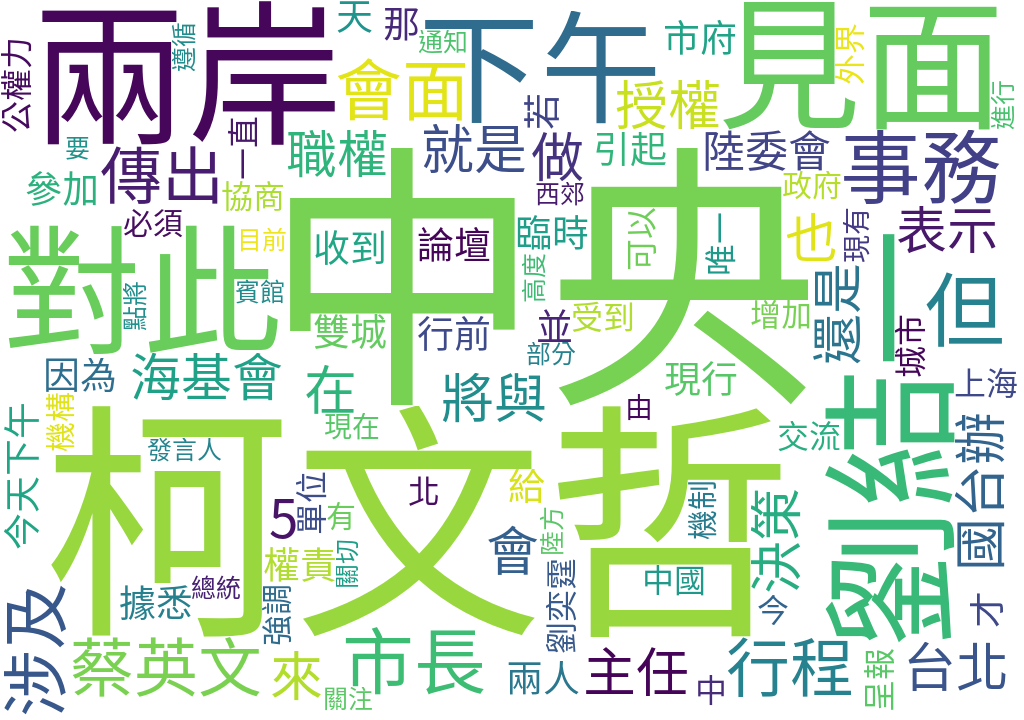 兩岸
下午
見面
天
那
通知
遵循
公權力
會面
市府
外界
授權
進行
若
一直
要
職權
就是
做
引起
陸委會
事務
傳出
參加
協商
西郊
政府
必須
目前
收到
論壇
臨時
可以
唯一
也
現有
表示
對此
中央
點將
賓館
高度
雙城
行前
並
受到
增加
還是
但
劉結一
城市
部分
因為
海基會
在
將與
現行
上海
由
機構
現在
柯文哲
發言人
交流
國台辦
今天下午
北
給
5
單位
有
機制
決策
會
陸方
權責
關切
中國
劉奕霆
據悉
總統
強調
今
才
涉及
蔡英文
市長
來
關注
兩人
主任
中
行程
呈報
台北